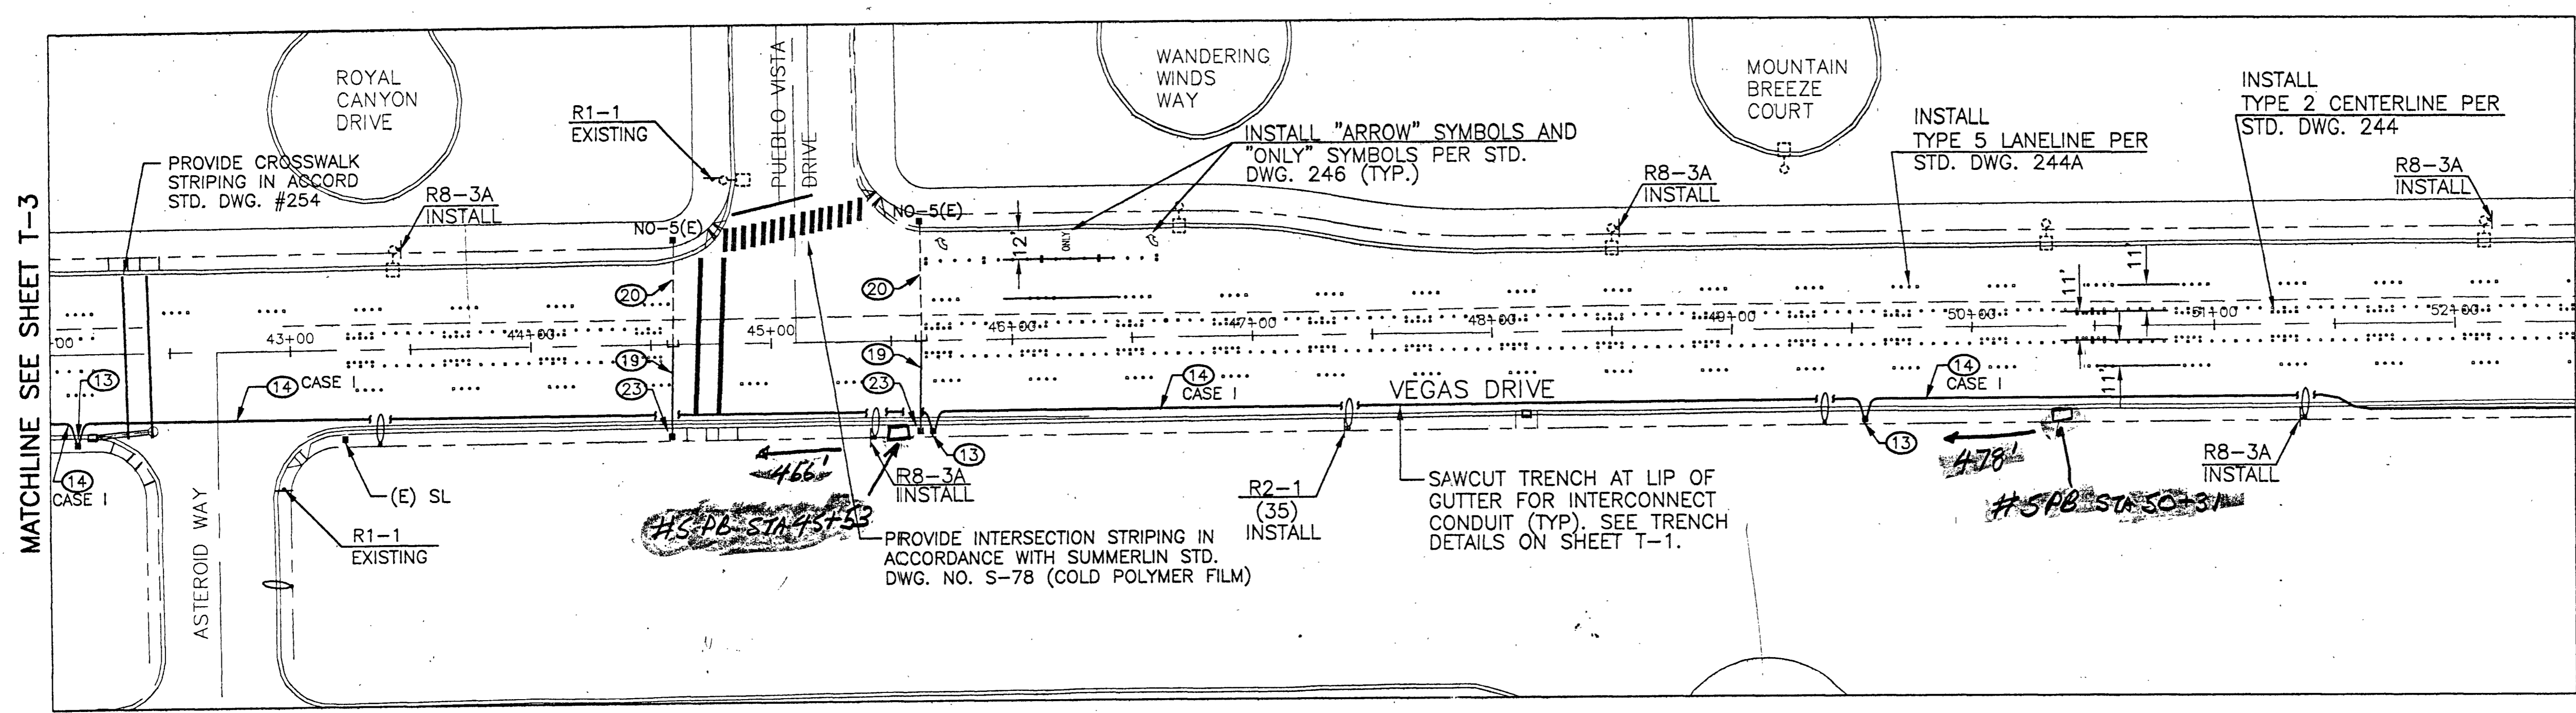 MATCHLINE SEE SHEET T-3
ROYAL
CANYON
DRIVE
PROVIDE CROSSWALK
STRIPING IN ACCORD
STD. DWG. #254
R8-3A
INSTALL
R1-1
EXISTING
PUEBLO VISTA
DRIVE
NO-5(E)
NO-5(E)
WANDERING
WINDS
WAY
INSTALL "ARROW" SYMBOLS AND
"ONLY" SYMBOLS PER STD.
DWG. 246 (TYP.)
12'
ONLY
R8-3A
INSTALL
MOUNTAIN
BREEZE
COURT
INSTALL
TYPE 5 LANELINE PER
STD. DWG. 244A
INSTALL
TYPE 2 CENTERLINE PER
STD. DWG. 244
R8-3A
INSTALL
11'
11'
11'
20
20
00
43+00
44+00
45+00
46+00
47+00
48+00
49+00
50+00
51+00
52+00
19
19
23
23
13
14 CASE I
14
CASE I
14
CASE I
VEGAS DRIVE
14
CASE I
13
13
466'
478'
(E) SL
R8-3A
INSTALL
R2-1
(35)
INSTALL
SAWCUT TRENCH AT LIP OF
GUTTER FOR INTERCONNECT
CONDUIT (TYP). SEE TRENCH
DETAILS ON SHEET T-1.
R8-3A
INSTALL
#5 PB STA 45+53
#5 PB STA 50+31
R1-1
EXISTING
PROVIDE INTERSECTION STRIPING IN
ACCORDANCE WITH SUMMERLIN STD.
DWG. NO. S-78 (COLD POLYMER FILM)
ASTEROID WAY